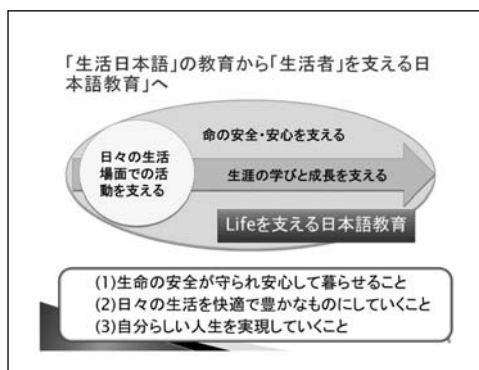 「生活日本語」の教育から「生活者」を支える日
本語教育」へ
命の安全・安心を支える
日々の生活
場面での活
動を支える
生涯の学びと成長を支える
Lifeを支える日本語教育
(1)生命の安全が守られ安心して暮らせること
(2)日々の生活を快適で豊かなものにしていくこと
(3)自分らしい人生を実現していくこと